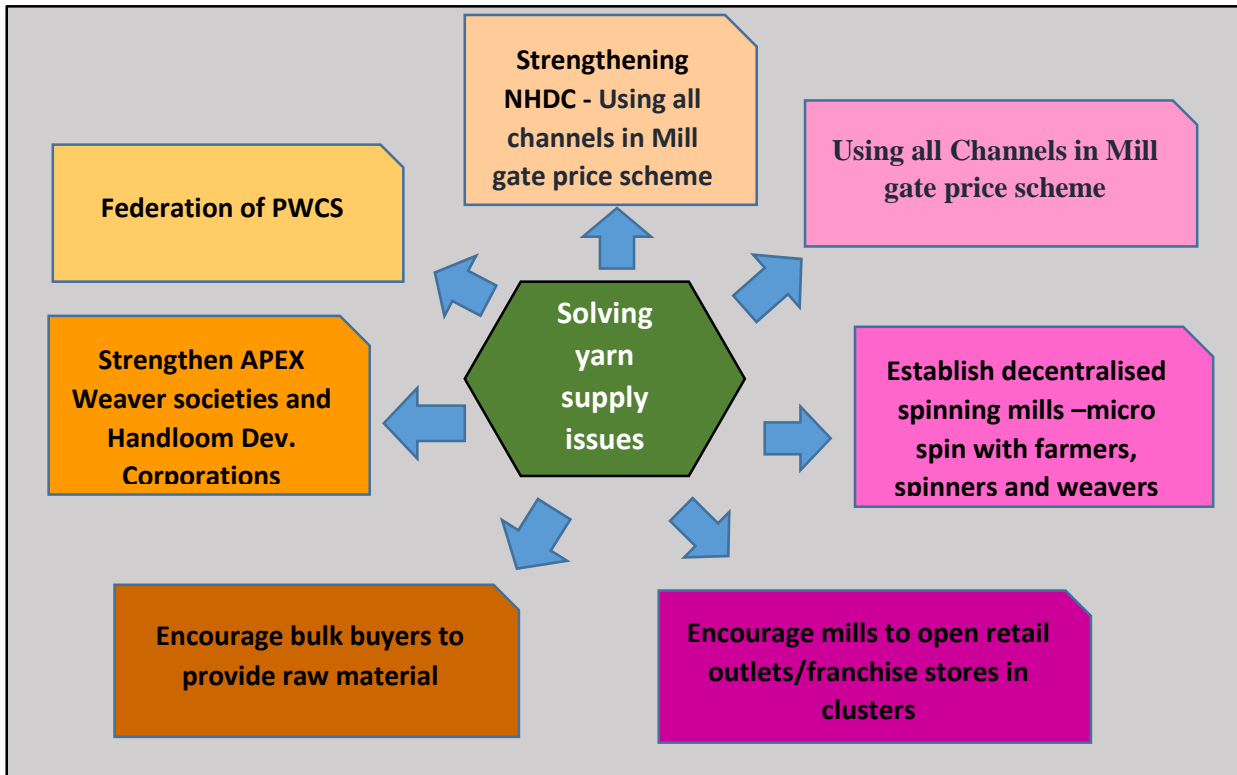 Strengthening
NHDC - Using all
channels in Mill
gate price scheme
Using all Channels in Mill
gate price scheme
Federation of PWCS
Solving
yarn
supply
issues
Strengthen APEX
Weaver societies and
Handloom Dev.
Corporations
Establish decentralised
spinning mills –micro
spin with farmers,
spinners and weavers
Encourage bulk buyers to
provide raw material
Encourage mills to open retail
outlets/franchise stores in
clusters